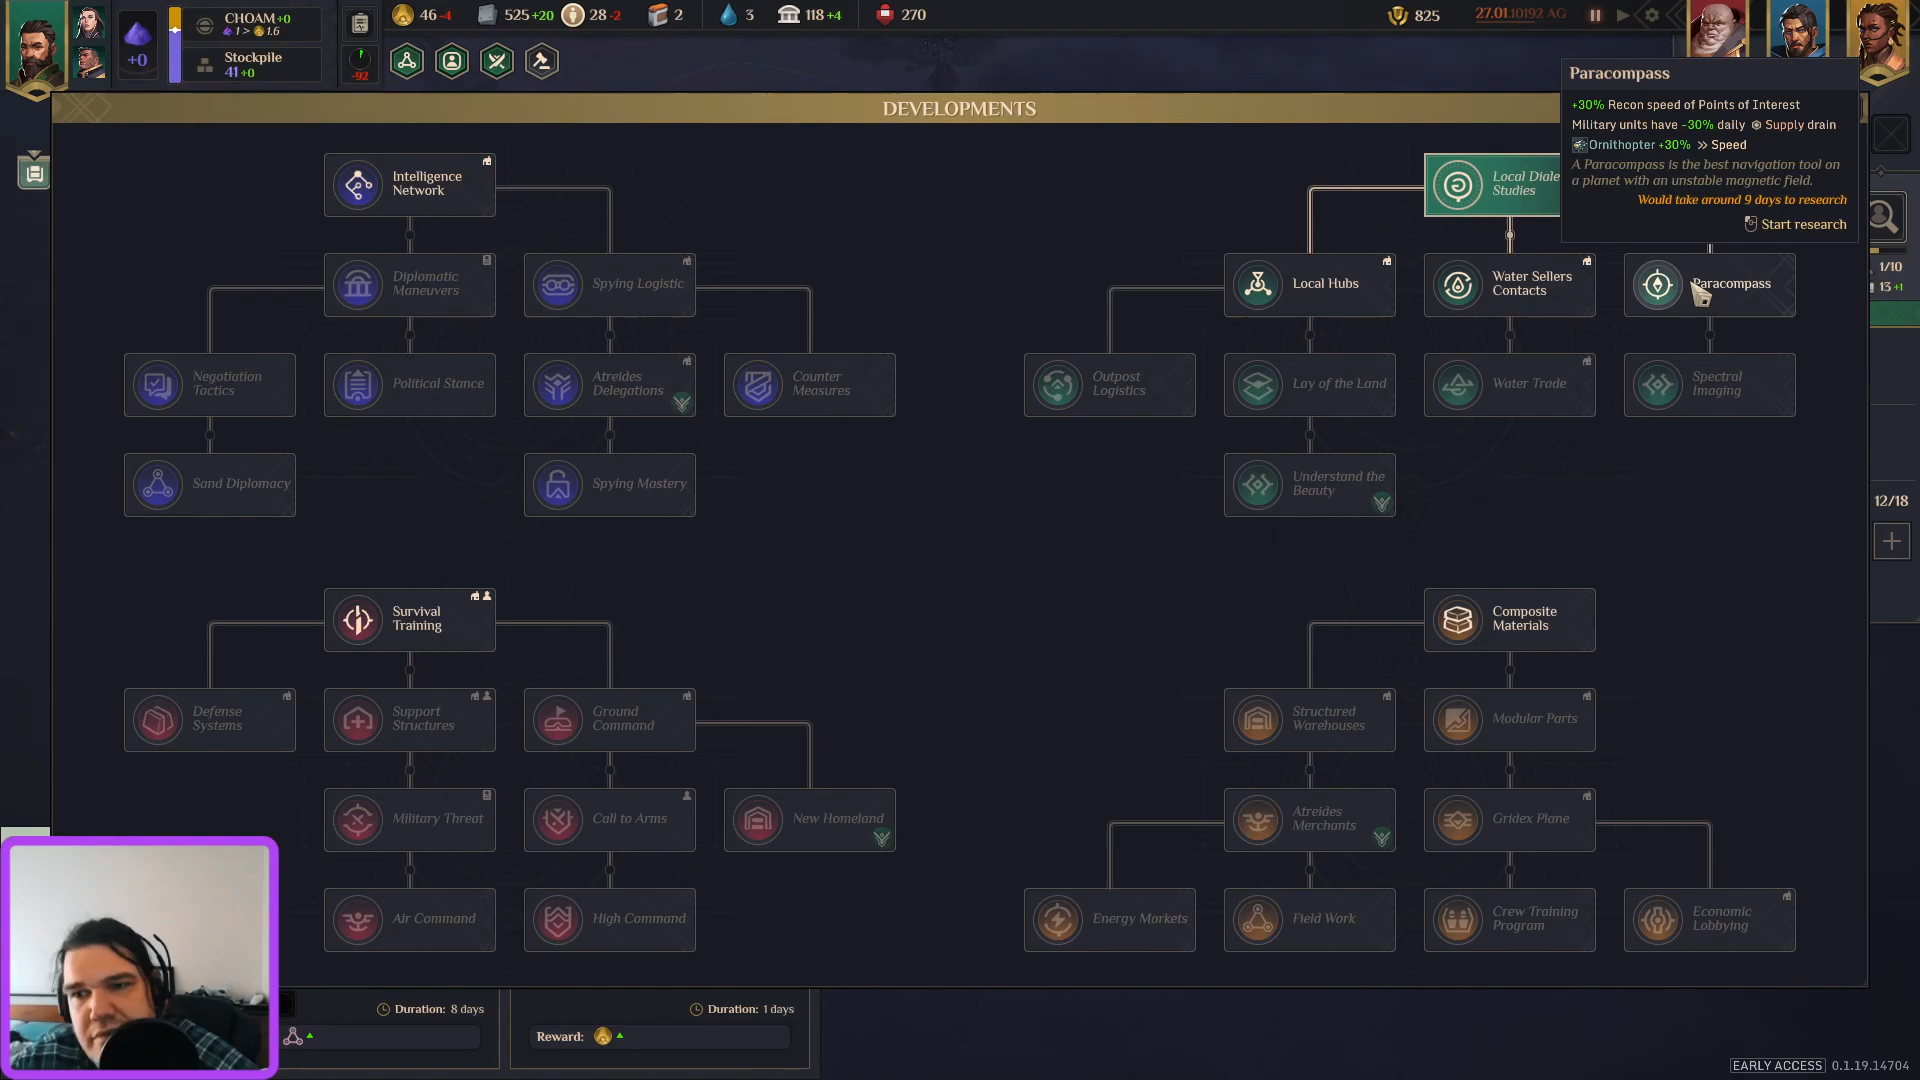 46 -4
525 +20
28 -2
2
3
118 +4
270
825
27.01.10192 AG
CHOAM +0
1 > 1.6
Stockpile
41 +0
+0
-92
DEVELOPMENTS
Paracompass
+30% Recon speed of Points of Interest
Military units have -30% daily Supply drain
Ornithopter +30% Speed
A Paracompass is the best navigation tool on
a planet with an unstable magnetic field.
Would take around 9 days to research
Start research
Intelligence
Network
Local Diale
Studies
Diplomatic
Maneuvers
Spying Logistic
Local Hubs
Water Sellers
Contacts
Paracompass
1/10
13 +1
Negotiation
Tactics
Political Stance
Atreides
Delegations
Counter
Measures
Outpost
Logistics
Lay of the Land
Water Trade
Spectral
Imaging
Sand Diplomacy
Spying Mastery
Understand the
Beauty
12/18
Survival
Training
Composite
Materials
Defense
Systems
Support
Structures
Ground
Command
Structured
Warehouses
Modular Parts
Military Threat
Call to Arms
New Homeland
Atreides
Merchants
Gridex Plane
Air Command
High Command
Energy Markets
Field Work
Crew Training
Program
Economic
Lobbying
Duration: 8 days
Duration: 1 days
Reward:
EARLY ACCESS 0.1.19.14704